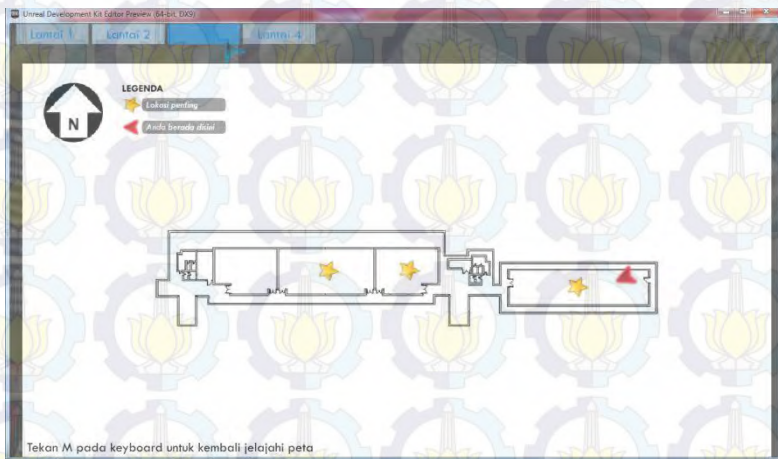 Unreal Development Kit Editor Preview (64-bit, DX9)
Lantai 1 Lantai 2 Lantai 4
LEGENDA
Lokasi penting
Anda berada disini
N
Tekan M pada keyboard untuk kembali jelajahi peta